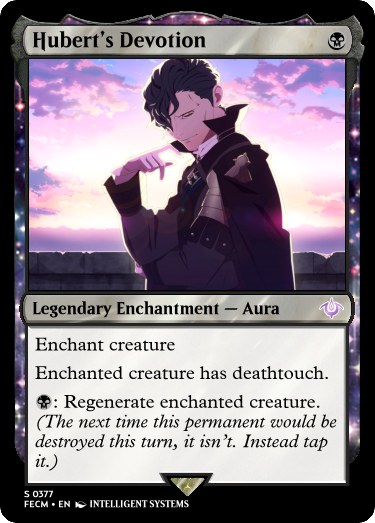 Hubert's Devotion
Legendary Enchantment — Aura
Enchant creature
Enchanted creature has deathtouch.
: Regenerate enchanted creature.
(The next time this permanent would be
destroyed this turn, it isn't. Instead tap
it.)
S 0377
FECM • EN INTELLIGENT SYSTEMS